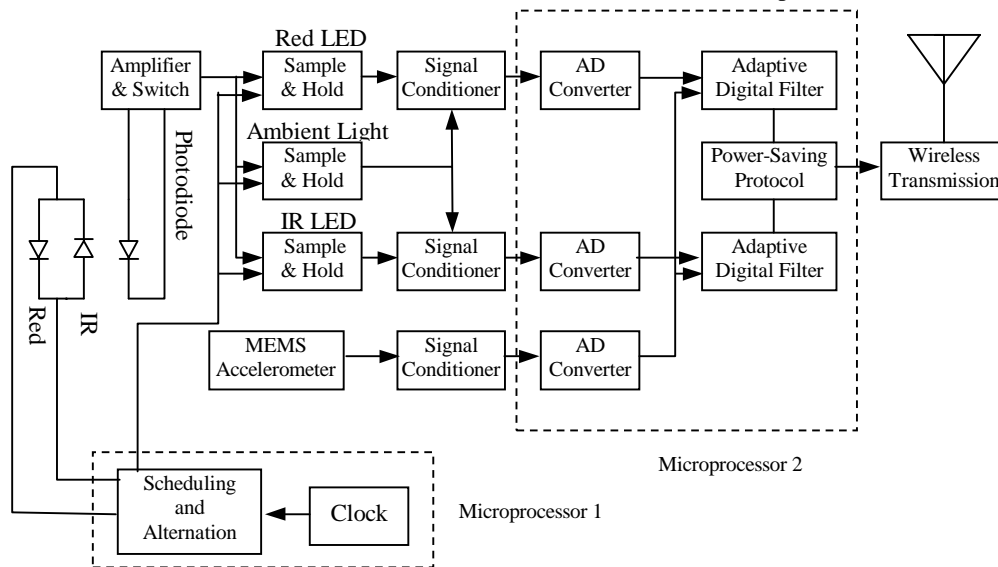 Red LED
Amplifier
& Switch
Sample
& Hold
Signal
Conditioner
AD
Converter
Adaptive
Digital Filter
Photodiode
Ambient Light
Sample
& Hold
Power-Saving
Protocol
Wireless
Transmission
IR LED
Sample
& Hold
Signal
Conditioner
AD
Converter
Adaptive
Digital Filter
Red
IR
MEMS
Accelerometer
Signal
Conditioner
AD
Converter
Microprocessor 2
Scheduling
and
Alternation
Clock
Microprocessor 1